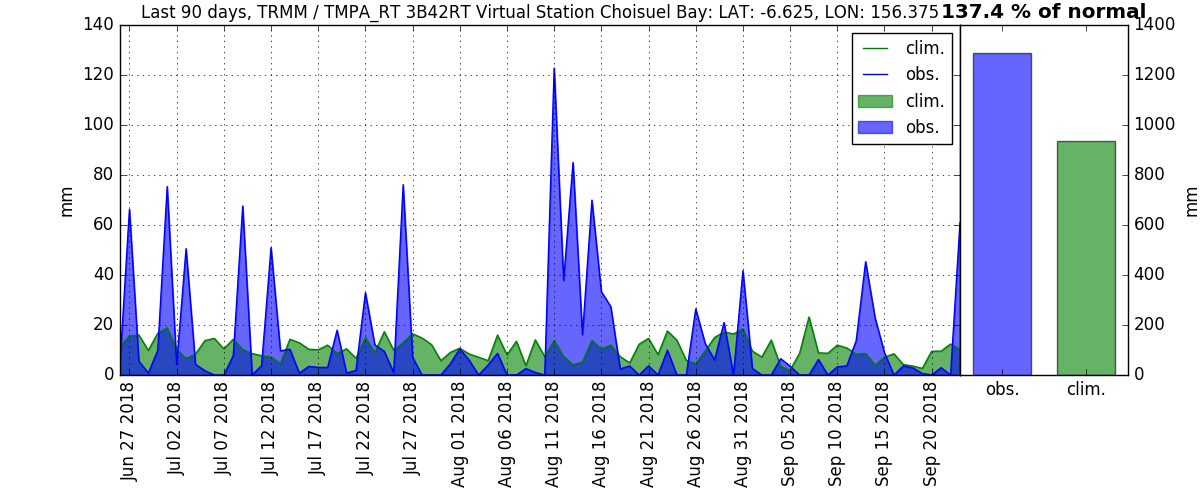 Last 90 days, TRMM / TMPA_RT 3B42RT Virtual Station Choisuel Bay: LAT: -6.625, LON: 156.375
137.4 % of normal
140
120
100
80
60
40
20
0
mm
clim.
obs.
clim.
obs.
Jun 27 2018
Jul 02 2018
Jul 07 2018
Jul 12 2018
Jul 17 2018
Jul 22 2018
Jul 27 2018
Aug 01 2018
Aug 06 2018
Aug 11 2018
Aug 16 2018
Aug 21 2018
Aug 26 2018
Aug 31 2018
Sep 05 2018
Sep 10 2018
Sep 15 2018
Sep 20 2018
1400
1200
1000
800
600
400
200
0
mm
obs.
clim.